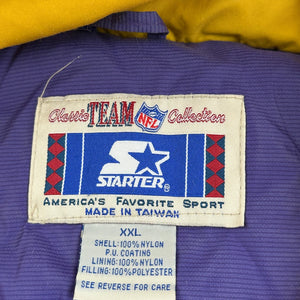 Classic TEAM NFL Collection
STARTER®
AMERICA'S FAVORITE SPORT
MADE IN TAIWAN
XXL
SHELL:100%NYLON
P.U. COATING
LINING:100%NYLON
FILLING:100%POLYESTER
SEE REVERSE FOR CARE